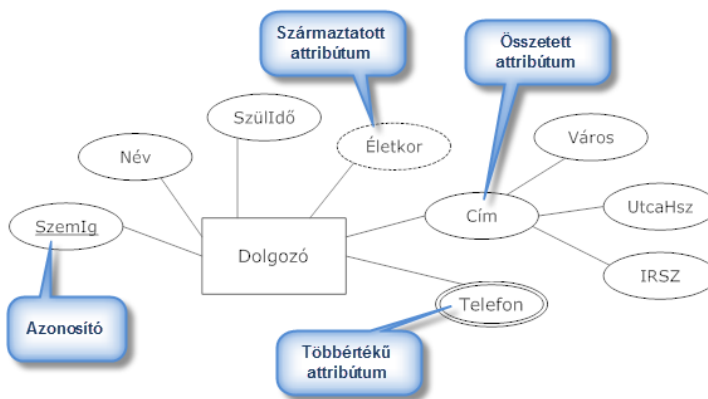 Származtatott
attribútum
Összetett
attribútum
SzülIdő
Életkor
Város
Név
Cím
UtcaHsz
SzemIg
Dolgozó
IRSZ
Telefon
Azonosító
Többértékű
attribútum